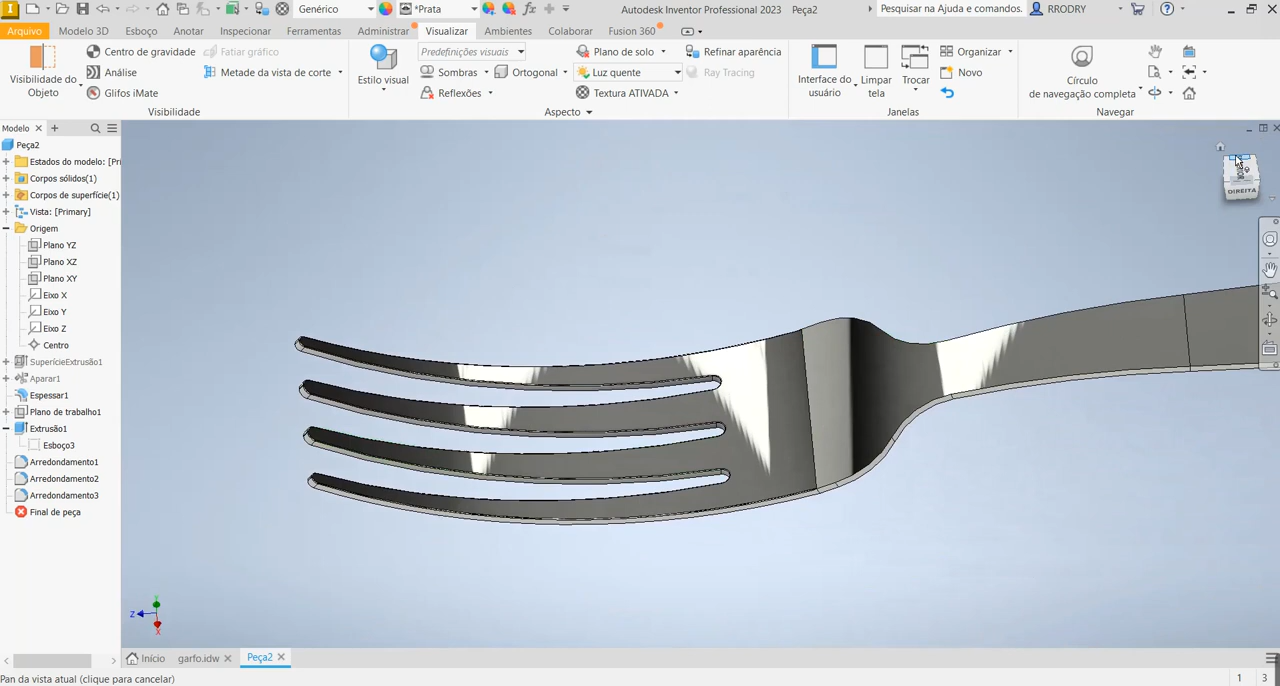 Genérico
*Prata
Autodesk Inventor Professional 2023 Peça2
Pesquisar na Ajuda e comandos.
RRODRY
Arquivo
Modelo 3D
Esboço
Anotar
Inspecionar
Ferramentas
Administrar
Visualizar
Ambientes
Colaborar
Fusion 360
Visibilidade do
Objeto
Centro de gravidade
Análise
Glifos iMate
Fatiar gráfico
Metade da vista de corte
Visibilidade
Estilo visual
Predefinições visuais
Sombras
Reflexões
Ortogonal
Plano de solo
Luz quente
Textura ATIVADA
Refinar aparência
Ray Tracing
Aspecto
Interface do
usuário
Limpar
tela
Trocar
Organizar
Novo
Janelas
Círculo
de navegação completa
Navegar
Modelo
Peça2
Estados do modelo: [Pri
Corpos sólidos(1)
Corpos de superfície(1)
Vista: [Primary]
Origem
Plano YZ
Plano XZ
Plano XY
Eixo X
Eixo Y
Eixo Z
Centro
SuperfícieExtrusão1
Aparar1
Espessar1
Plano de trabalho1
Extrusão1
Esboço3
Arredondamento1
Arredondamento2
Arredondamento3
Final de peça
DIREITA
Z
X
Início
garfo.idw
Peça2
Pan da vista atual (clique para cancelar)
1
3